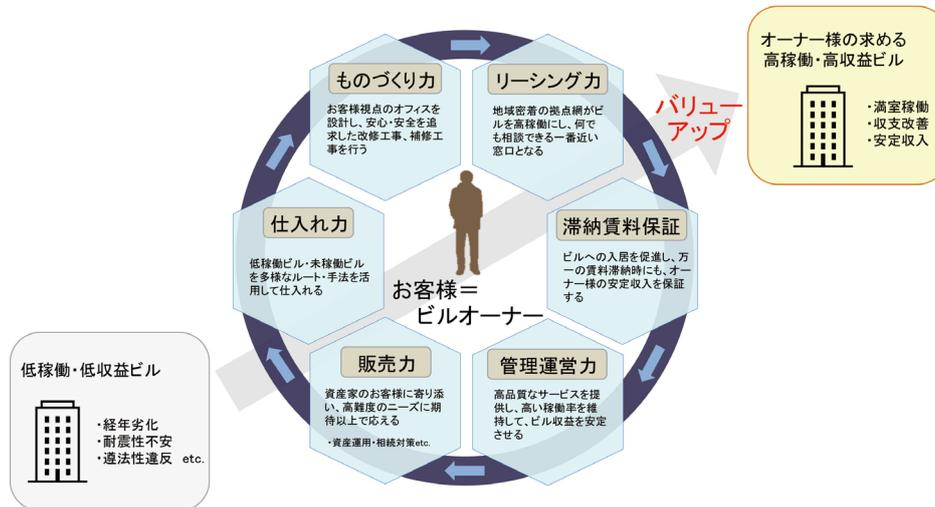 オーナー様の求める
高稼働・高収益ビル
・満室稼働
・収支改善
・安定収入
バリュー
アップ
ものづくり力
お客様視点のオフィスを
設計し、安心・安全を追
求した改修工事、補修工
事を行う
リーシング力
地域密着の拠点網がビ
ルを高稼働にし、何で
も相談できる一番近い
窓口となる
仕入れ力
低稼働ビル・未稼働ビル
を多様なルート・手法を活
用して仕入れる
滞納賃料保証
ビルへの入居を促進し、万
一の賃料滞納時にも、オー
ナー様の安定収入を保証
する
お客様＝
ビルオーナー
販売力
資産家のお客様に寄り添
い、高難度のニーズに期
待以上で応える
・資産運用・相続対策etc.
管理運営力
高品質なサービスを提
供し、高い稼働率を維
持して、ビル収益を安定
させる
低稼働・低収益ビル
・経年劣化
・耐震性不安
・遵法性違反 etc.